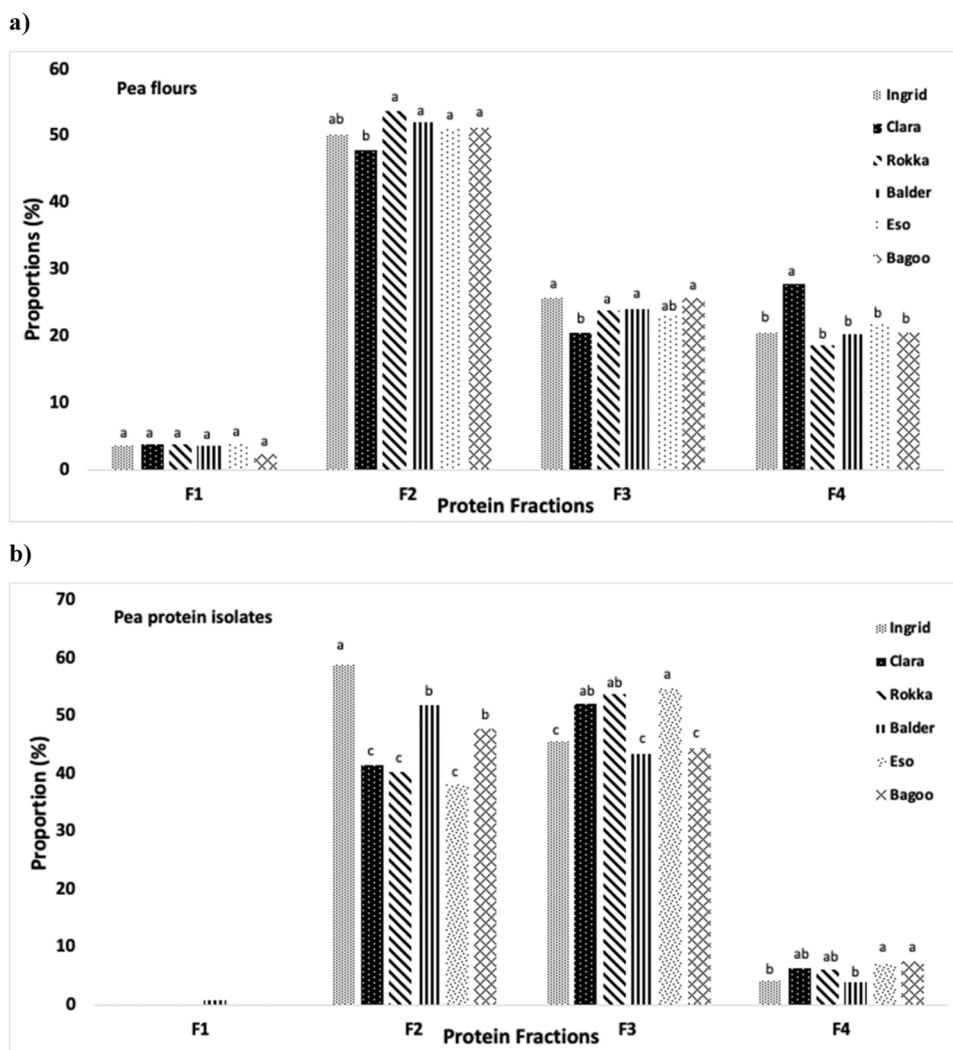 a)
60
50
40
30
20
10
0
Proportions (%)
Pea flours
Ingrid
Clara
Rokka
Balder
Eso
Bagoo
a a a a a a
ab b a a a a
a b a a ab a
b a b b b b
F1 F2 F3 F4
Protein Fractions
b)
70
60
50
40
30
20
10
0
Proportion (%)
Pea protein isolates
Ingrid
Clara
Rokka
Balder
Eso
Bagoo
a c c b c b
c ab ab c a c
b ab ab b a a
F1 F2 F3 F4
Protein Fractions